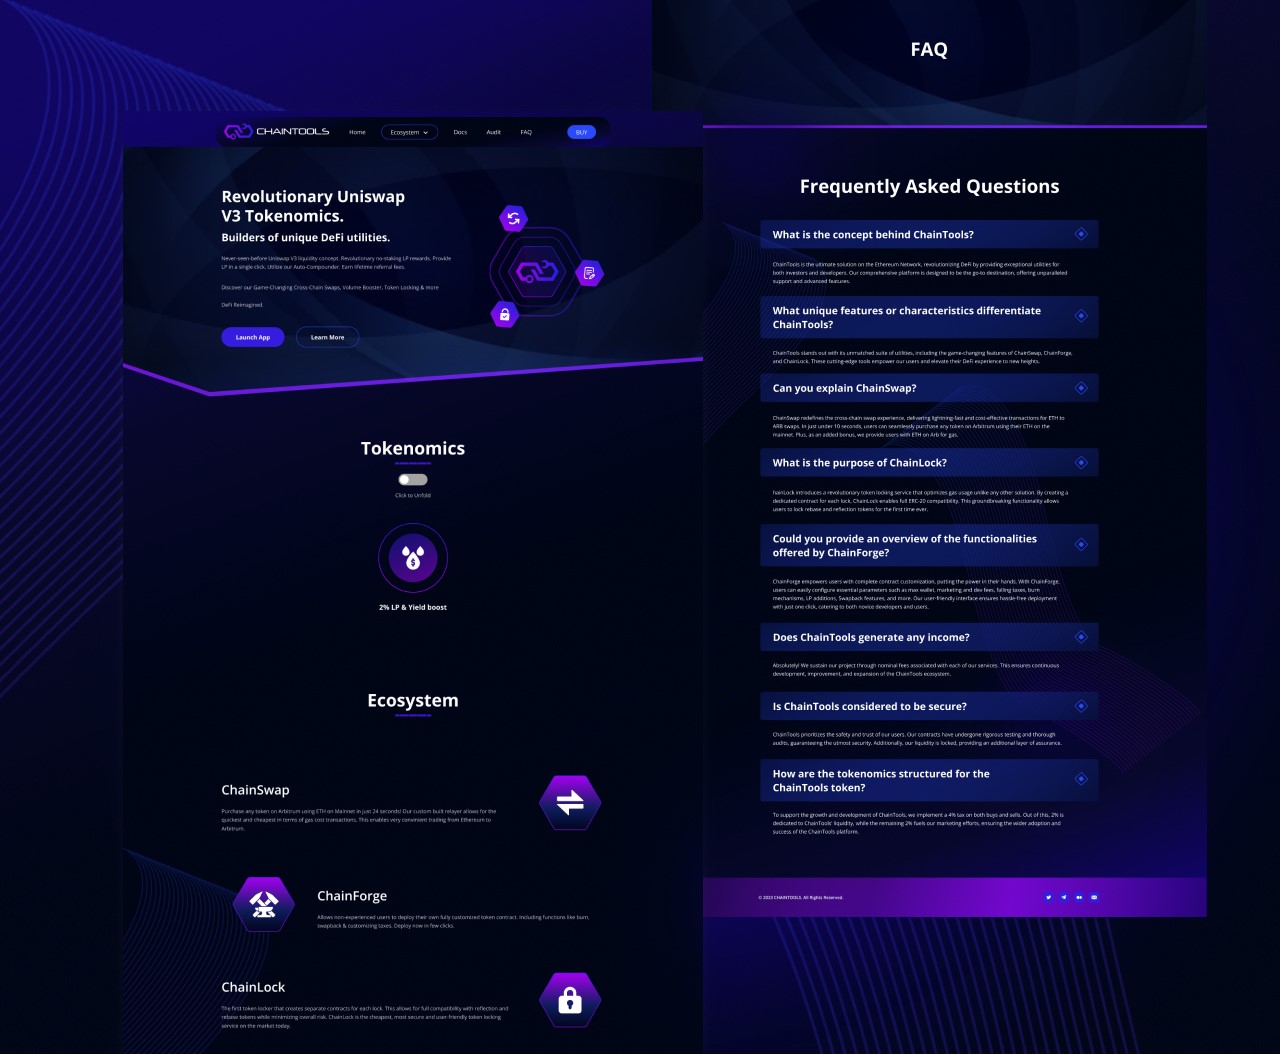 CHAINTOOLS
Home
Ecosystem
Docs
Audit
FAQ
BUY
Revolutionary Uniswap
V3 Tokenomics.
Builders of unique DeFi utilities.
Never-seen-before Uniswap V3 liquidity concept. Revolutionary no-staking LP rewards. Provide
LP in a single click. Utilize our Auto-Compounder. Earn lifetime referral fees.
Discover our Game-Changing Cross-Chain Swaps, Volume Booster, Token Locking & more
DeFi Reimagined.
Launch App
Learn More
Tokenomics
Click to Unfold
2% LP & Yield boost
Ecosystem
ChainSwap
Purchase any token on Arbitrum using ETH on Mainnet in just 24 seconds! Our custom built relayer allows for the
quickest and cheapest in terms of gas cost transactions. This enables very convinient trading from Ethereum to
Arbitrum.
ChainForge
Allows non-experienced users to deploy their own fully customized token contract. Including functions like burn,
swapback & customizing taxes. Deploy now in few clicks.
ChainLock
The first token locker that creates separate contracts for each lock. This allows for full compatibility with reflection and
rebase tokens while minimizing overall risk. ChainLock is the cheapest, most secure and user-friendly token locking
service on the market today.
FAQ
Frequently Asked Questions
What is the concept behind ChainTools?
ChainTools is the ultimate solution on the Ethereum Network, revolutionizing DeFi by providing exceptional utilities for
both investors and developers. Our comprehensive platform is designed to be the go-to destination, offering unparalleled
support and advanced features.
What unique features or characteristics differentiate
ChainTools?
ChainTools stands out with its unmatched suite of utilities, including the game-changing features of ChainSwap, ChainForge,
and ChainLock. These cutting-edge tools empower our users and elevate their DeFi experience to new heights.
Can you explain ChainSwap?
ChainSwap redefines the cross-chain swap experience, delivering lightning-fast and cost-effective transactions for ETH to
ARB swaps. In just under 10 seconds, users can seamlessly purchase any token on Arbitrum using their ETH on the
mainnet. Plus, as an added bonus, we provide users with ETH on Arb for gas.
What is the purpose of ChainLock?
hainLock introduces a revolutionary token locking service that optimizes gas usage unlike any other solution. By creating a
dedicated contract for each lock, ChainLock enables full ERC-20 compatibility. This groundbreaking functionality allows
users to lock rebase and reflection tokens for the first time ever.
Could you provide an overview of the functionalities
offered by ChainForge?
ChainForge empowers users with complete contract customization, putting the power in their hands. With ChainForge,
users can easily configure essential parameters such as max wallet, marketing and dev fees, falling taxes, burn
mechanisms, LP additions, Swapback features, and more. Our user-friendly interface ensures hassle-free deployment
with just one click, catering to both novice developers and users.
Does ChainTools generate any income?
Absolutely! We sustain our project through nominal fees associated with each of our services. This ensures continuous
development, improvement, and expansion of the ChainTools ecosystem.
Is ChainTools considered to be secure?
ChainTools prioritizes the safety and trust of our users. Our contracts have undergone rigorous testing and thorough
audits, guaranteeing the utmost security. Additionally, our liquidity is locked, providing an additional layer of assurance.
How are the tokenomics structured for the
ChainTools token?
To support the growth and development of ChainTools, we implement a 4% tax on both buys and sells. Out of this, 2% is
dedicated to ChainTools' liquidity, while the remaining 2% fuels our marketing efforts, ensuring the wider adoption and
success of the ChainTools platform.
© 2023 CHAINTOOLS. All Rights Reserved.